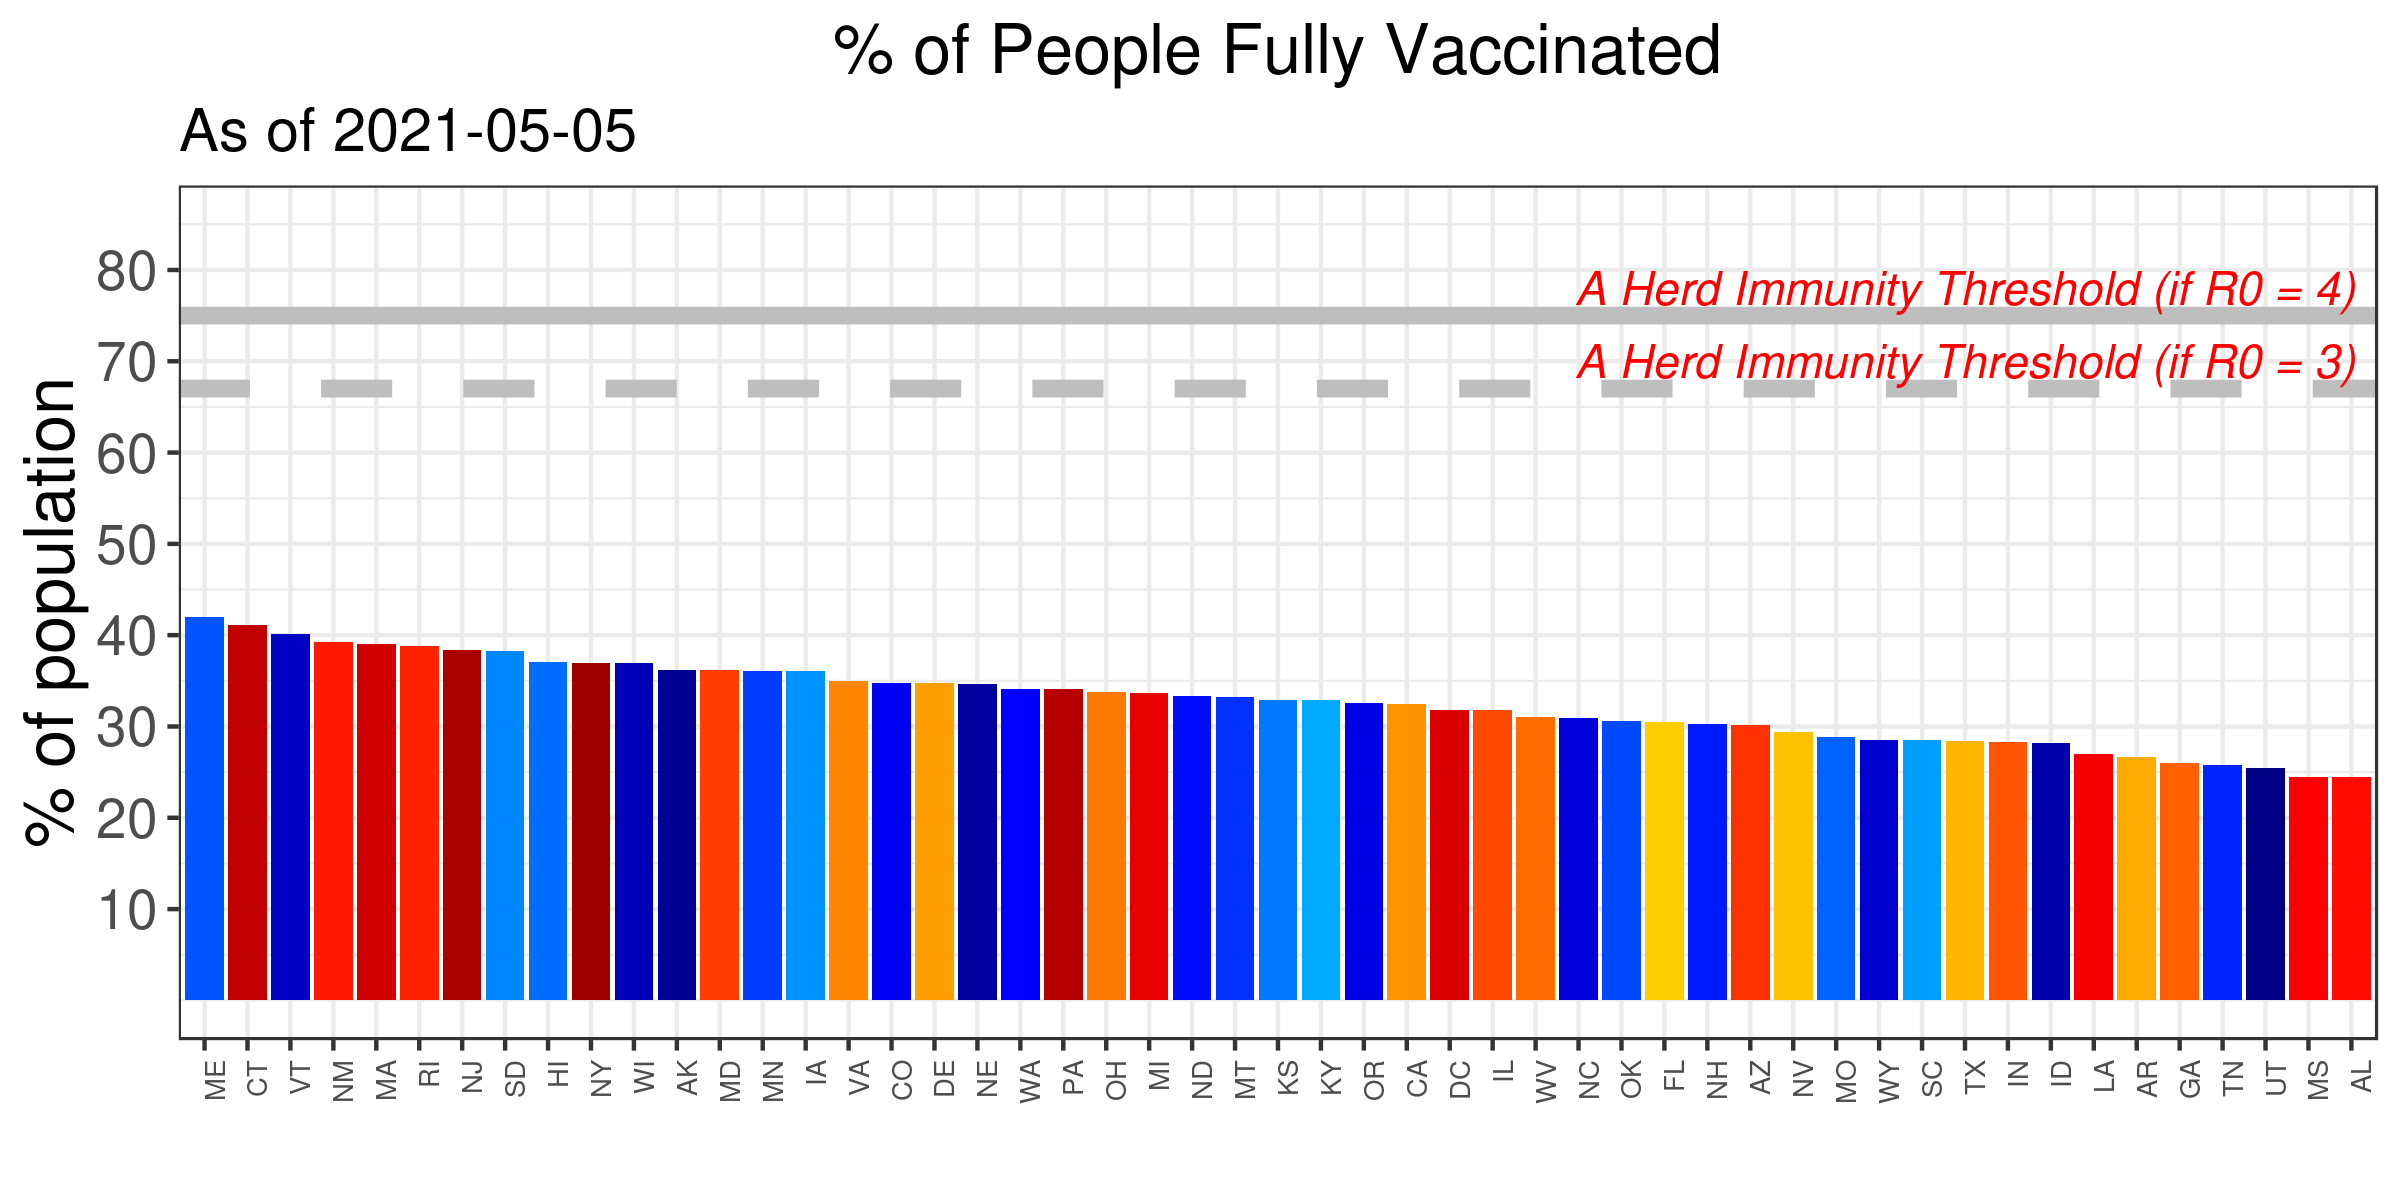 % of People Fully Vaccinated
As of 2021-05-05
% of population
80
70
60
50
40
30
20
10
A Herd Immunity Threshold (if R0 = 4)
A Herd Immunity Threshold (if R0 = 3)
ME CT VT NM MA RI NJ SD HI NY WI AK MD MN IA VA CO DE NE WA PA OH MI ND MT KS KY OR CA DC IL WV NC OK FL NH AZ NV MO WY SC TX IN ID LA AR GA TN UT MS AL